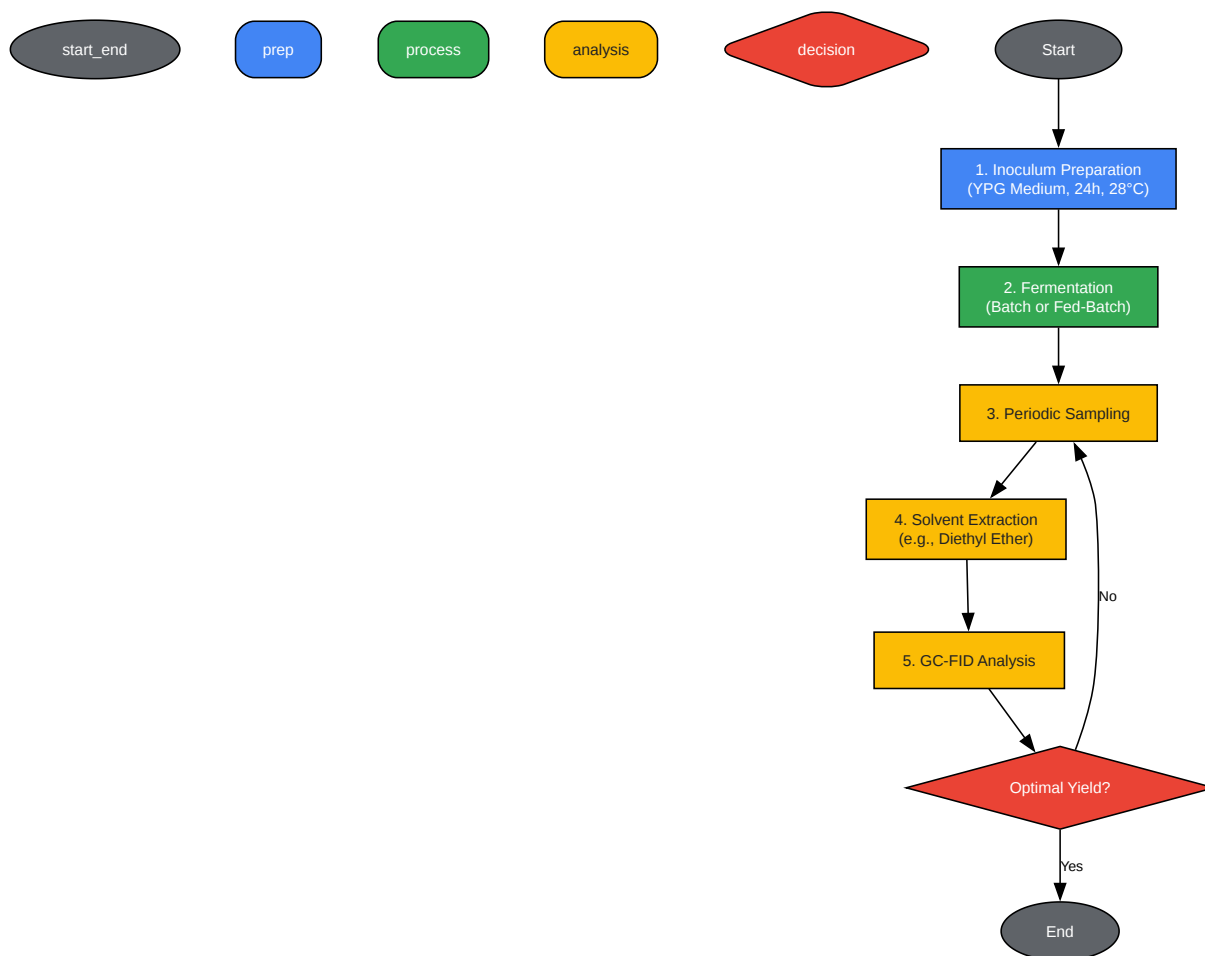 start_end
prep
process
analysis
decision
Start
1. Inoculum Preparation
(YPG Medium, 24h, 28°C)
2. Fermentation
(Batch or Fed-Batch)
3. Periodic Sampling
4. Solvent Extraction
(e.g., Diethyl Ether)
No
5. GC-FID Analysis
Optimal Yield?
Yes
End